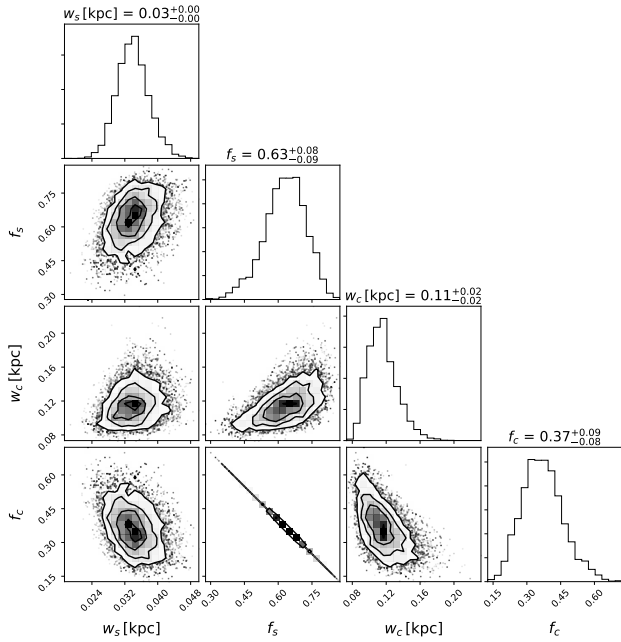 w_s [kpc] = 0.03^{+0.00}_{-0.00}
f_s = 0.63^{+0.08}_{-0.09}
0.75
0.60
0.45
0.30
f_s
w_c [kpc] = 0.11^{+0.02}_{-0.02}
0.20
0.16
0.12
0.08
w_c [kpc]
f_c = 0.37^{+0.09}_{-0.08}
0.60
0.45
0.30
0.15
f_c
0.024 0.032 0.040 0.048 0.30 0.45 0.60 0.75 0.08 0.12 0.16 0.20 0.15 0.30 0.45 0.60
w_s [kpc] f_s w_c [kpc] f_c